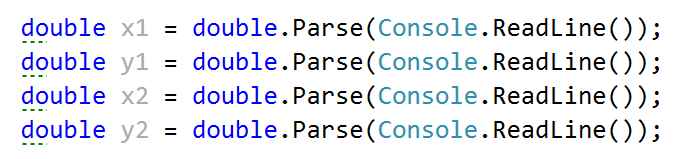 double x1 = double.Parse(Console.ReadLine());
double y1 = double.Parse(Console.ReadLine());
double x2 = double.Parse(Console.ReadLine());
double y2 = double.Parse(Console.ReadLine());